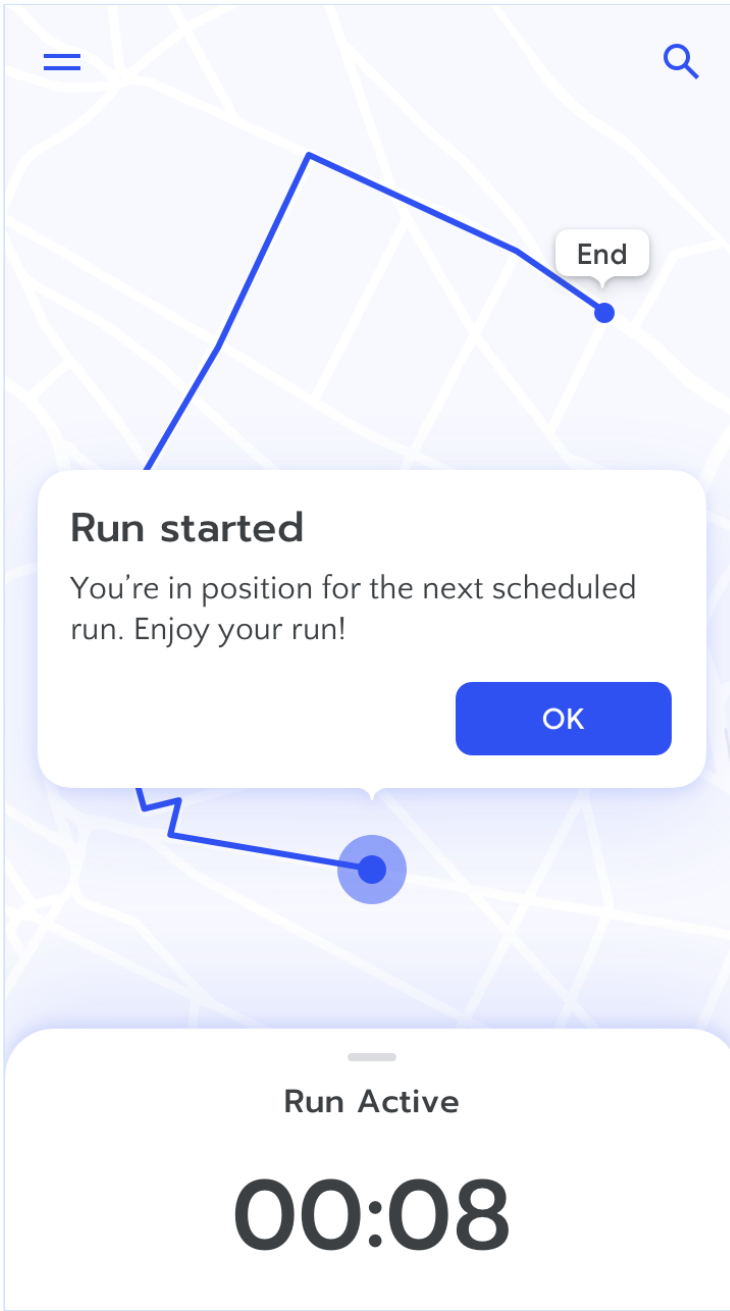 End
Run started
You’re in position for the next scheduled
run. Enjoy your run!
OK
Run Active
00:08